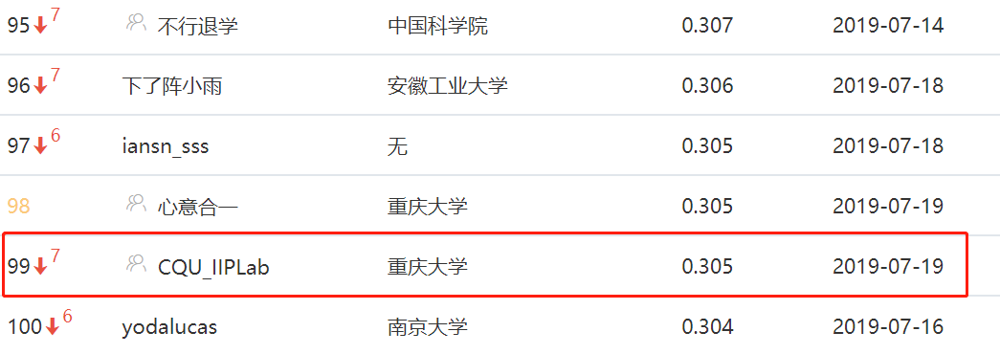 95 7 不行退学 中国科学院 0.307 2019-07-14
96 7 下了阵小雨 安徽工业大学 0.306 2019-07-18
97 6 iansn_sss 无 0.305 2019-07-18
98 心意合一 重庆大学 0.305 2019-07-19
99 7 CQU_IIPLab 重庆大学 0.305 2019-07-19
100 6 yodalucas 南京大学 0.304 2019-07-16